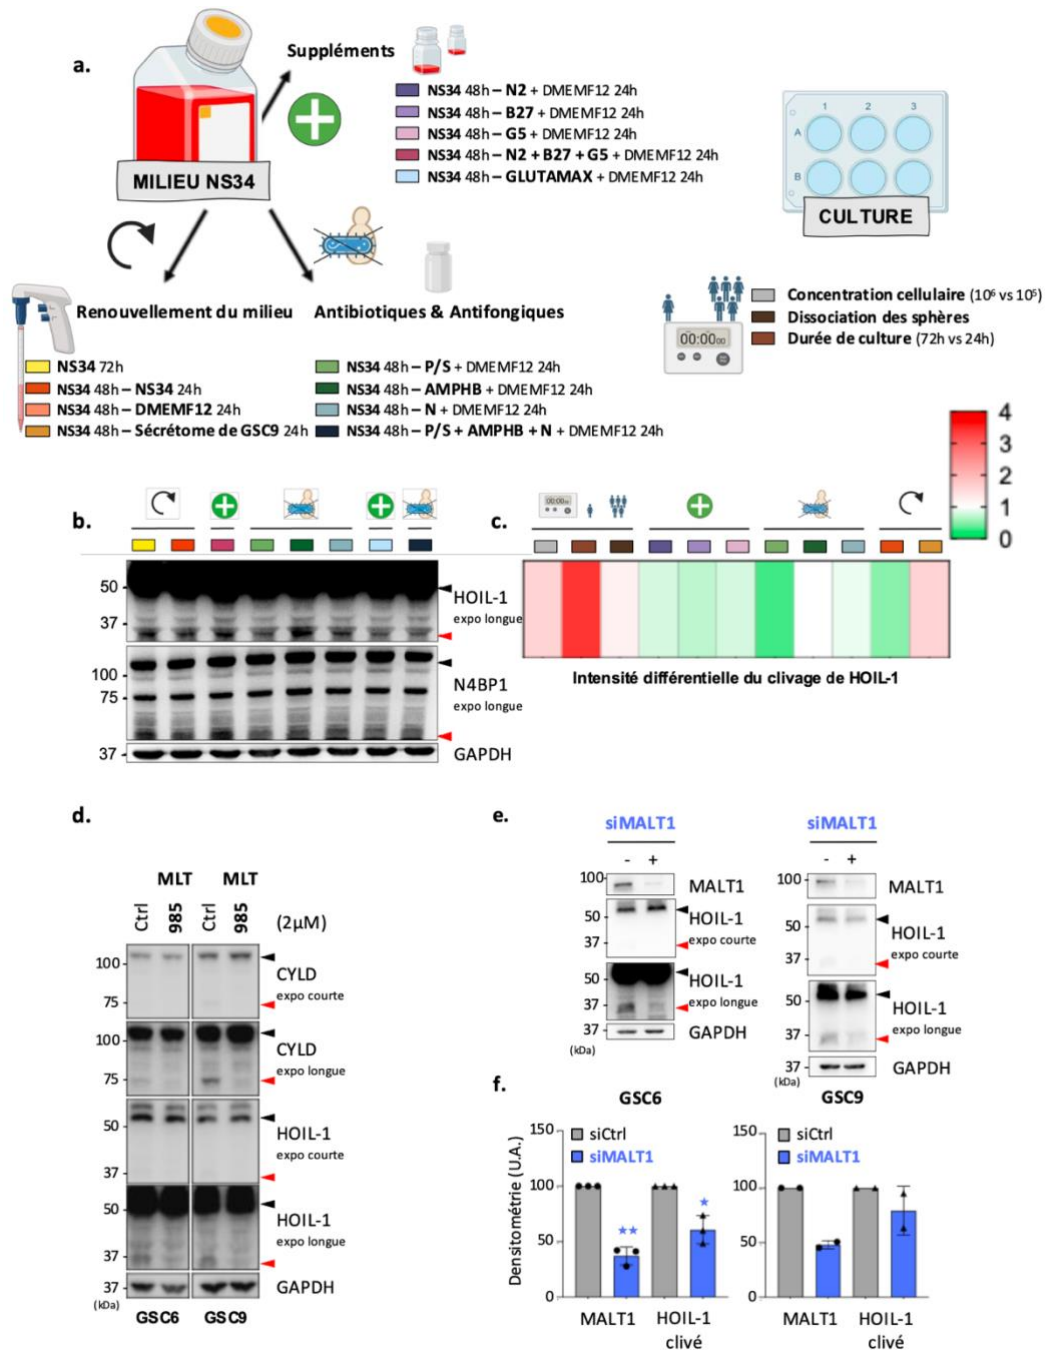 a.
Suppléments
NS34 48h – N2 + DMEMF12 24h
NS34 48h – B27 + DMEMF12 24h
NS34 48h – G5 + DMEMF12 24h
NS34 48h – N2 + B27 + G5 + DMEMF12 24h
NS34 48h – GLUTAMAX + DMEMF12 24h
MILIEU NS34
1 2 3
A
B
CULTURE
Renouvellement du milieu
NS34 72h
NS34 48h – NS34 24h
NS34 48h – DMEMF12 24h
NS34 48h – Sécrétome de GSC9 24h
Antibiotiques & Antifongiques
NS34 48h – P/S + DMEMF12 24h
NS34 48h – AMPHB + DMEMF12 24h
NS34 48h – N + DMEMF12 24h
NS34 48h – P/S + AMPHB + N + DMEMF12 24h
00:00 00
Concentration cellulaire (10⁶ vs 10⁵)
Dissociation des sphères
Durée de culture (72h vs 24h)
4
3
2
1
0
b.
50
37
HOIL-1
expo longue
100
75
N4BP1
expo longue
37
GAPDH
c.
Intensité différentielle du clivage de HOIL-1
d.
MLT MLT
Ctrl 985 Ctrl 985 (2µM)
100
75
CYLD
expo courte
100
75
CYLD
expo longue
50
37
HOIL-1
expo courte
50
37
HOIL-1
expo longue
37
GAPDH
(kDa)
GSC6 GSC9
e.
siMALT1
- +
100
MALT1
50
37
HOIL-1
expo courte
50
37
HOIL-1
expo longue
37
GAPDH
(kDa)
GSC6
siMALT1
- +
100
MALT1
50
37
HOIL-1
expo courte
50
37
HOIL-1
expo longue
37
GAPDH
(kDa)
GSC9
f.
Densitométrie (U.A.)
150
100
50
0
siCtrl
siMALT1
★★
★
MALT1 HOIL-1
clivé
150
100
50
0
siCtrl
siMALT1
MALT1 HOIL-1
clivé